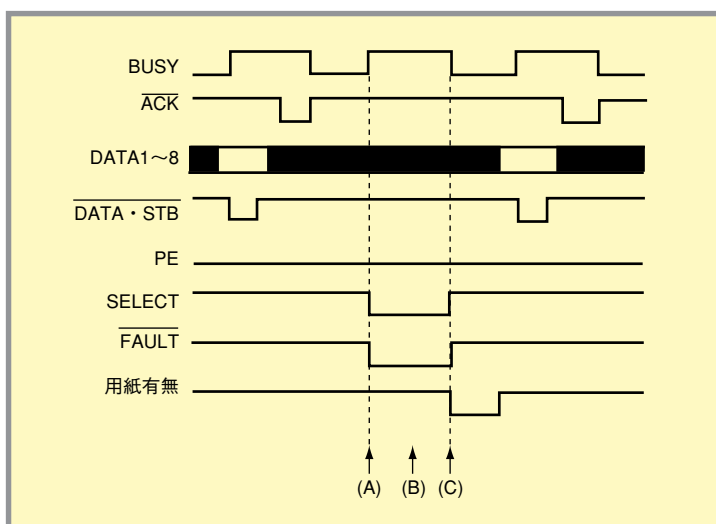 BUSY
ACK
DATA1～8
DATA・STB
PE
SELECT
FAULT
用紙有無
(A) (B) (C)